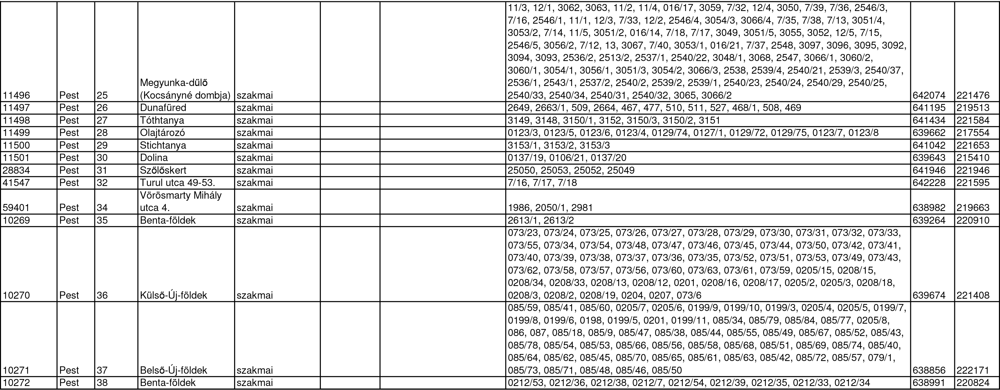 11/3, 12/1, 3062, 3063, 11/2, 11/4, 016/17, 3059, 7/32, 12/4, 3050, 7/39, 7/36, 2546/3,
7/16, 2546/1, 11/1, 12/3, 7/33, 12/2, 2546/4, 3054/3, 3066/4, 7/35, 7/38, 7/13, 3051/4,
3053/2, 7/14, 11/5, 3051/2, 016/14, 7/18, 7/17, 3049, 3051/5, 3055, 3052, 12/5, 7/15,
2546/5, 3056/2, 7/12, 13, 3067, 7/40, 3053/1, 016/21, 7/37, 2548, 3097, 3096, 3095, 3092,
3094, 3093, 2536/2, 2513/2, 2537/1, 2540/22, 3048/1, 3068, 2547, 3066/1, 3060/2,
3060/1, 3054/1, 3056/1, 3051/3, 3054/2, 3066/3, 2538, 2539/4, 2540/21, 2539/3, 2540/37,
Megyunka-dűlő 2536/1, 2543/1, 2537/2, 2540/2, 2539/2, 2539/1, 2540/23, 2540/24, 2540/29, 2540/25,
11496 Pest 25 (Kocsányné dombja) szakmai 2540/33, 2540/34, 2540/31, 2540/32, 3065, 3066/2 642074 221476
11497 Pest 26 Dunafüred szakmai 2649, 2663/1, 509, 2664, 467, 477, 510, 511, 527, 468/1, 508, 469 641195 219513
11498 Pest 27 Tóthtanya szakmai 3149, 3148, 3150/1, 3152, 3150/3, 3150/2, 3151 641434 221584
11499 Pest 28 Olajtározó szakmai 0123/3, 0123/5, 0123/6, 0123/4, 0129/74, 0127/1, 0129/72, 0129/75, 0123/7, 0123/8 639662 217554
11500 Pest 29 Stichtanya szakmai 3153/1, 3153/2, 3153/3 641042 221653
11501 Pest 30 Dolina szakmai 0137/19, 0106/21, 0137/20 639643 215410
28834 Pest 31 Szőlőskert szakmai 25050, 25053, 25052, 25049 641946 221946
41547 Pest 32 Turul utca 49-53. szakmai 7/16, 7/17, 7/18 642228 221595
Vörösmarty Mihály
59401 Pest 34 utca 4. szakmai 1986, 2050/1, 2981 638982 219663
10269 Pest 35 Benta-földek szakmai 2613/1, 2613/2 639264 220910
073/23, 073/24, 073/25, 073/26, 073/27, 073/28, 073/29, 073/30, 073/31, 073/32, 073/33,
073/55, 073/34, 073/54, 073/48, 073/47, 073/46, 073/45, 073/44, 073/50, 073/42, 073/41,
073/40, 073/39, 073/38, 073/37, 073/36, 073/35, 073/52, 073/51, 073/53, 073/49, 073/43,
073/62, 073/58, 073/57, 073/56, 073/60, 073/63, 073/61, 073/59, 0205/15, 0208/15,
0208/34, 0208/33, 0208/13, 0208/12, 0201, 0208/16, 0208/17, 0205/2, 0205/3, 0208/18,
10270 Pest 36 Külső-Új-földek szakmai 0208/3, 0208/2, 0208/19, 0204, 0207, 073/6 639674 221408
085/59, 085/41, 085/60, 0205/7, 0205/6, 0199/9, 0199/10, 0199/3, 0205/4, 0205/5, 0199/7,
0199/8, 0199/6, 0198, 0199/5, 0201, 0199/11, 085/34, 085/79, 085/84, 085/77, 0205/8,
086, 087, 085/18, 085/9, 085/47, 085/38, 085/44, 085/55, 085/49, 085/67, 085/52, 085/43,
085/78, 085/54, 085/53, 085/66, 085/56, 085/58, 085/68, 085/51, 085/69, 085/74, 085/40,
085/64, 085/62, 085/45, 085/70, 085/65, 085/61, 085/63, 085/42, 085/72, 085/57, 079/1,
10271 Pest 37 Belső-Új-földek szakmai 085/73, 085/71, 085/48, 085/46, 085/50 638856 222171
10272 Pest 38 Benta-földek szakmai 0212/53, 0212/36, 0212/38, 0212/7, 0212/54, 0212/39, 0212/35, 0212/33, 0212/34 638991 220824